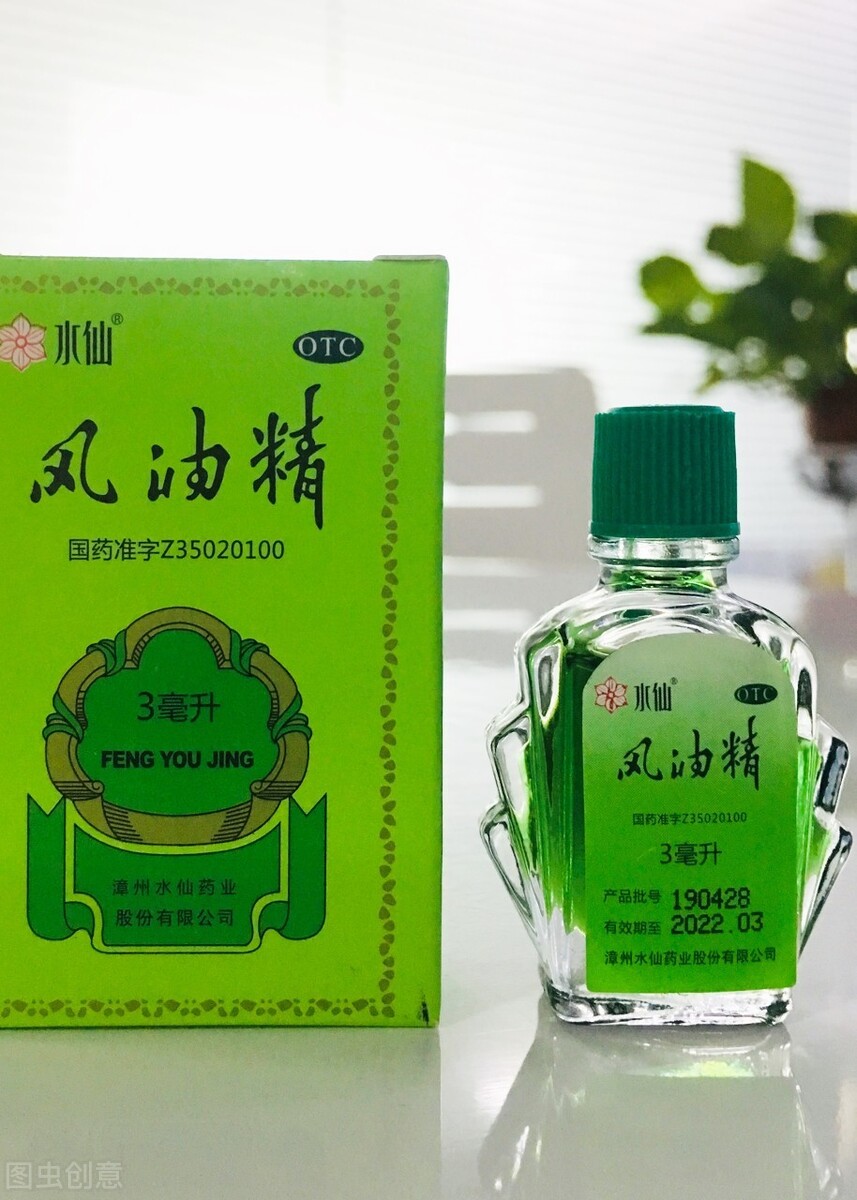 水仙®
OTC
风油精
国药准字Z35020100
3毫升
FENG YOU JING
漳州水仙药业
股份有限公司
水仙®
OTC
风油精
国药准字Z35020100
3毫升
产品批号 190428
有效期至 2022.03
漳州水仙药业股份有限公司
图虫创意